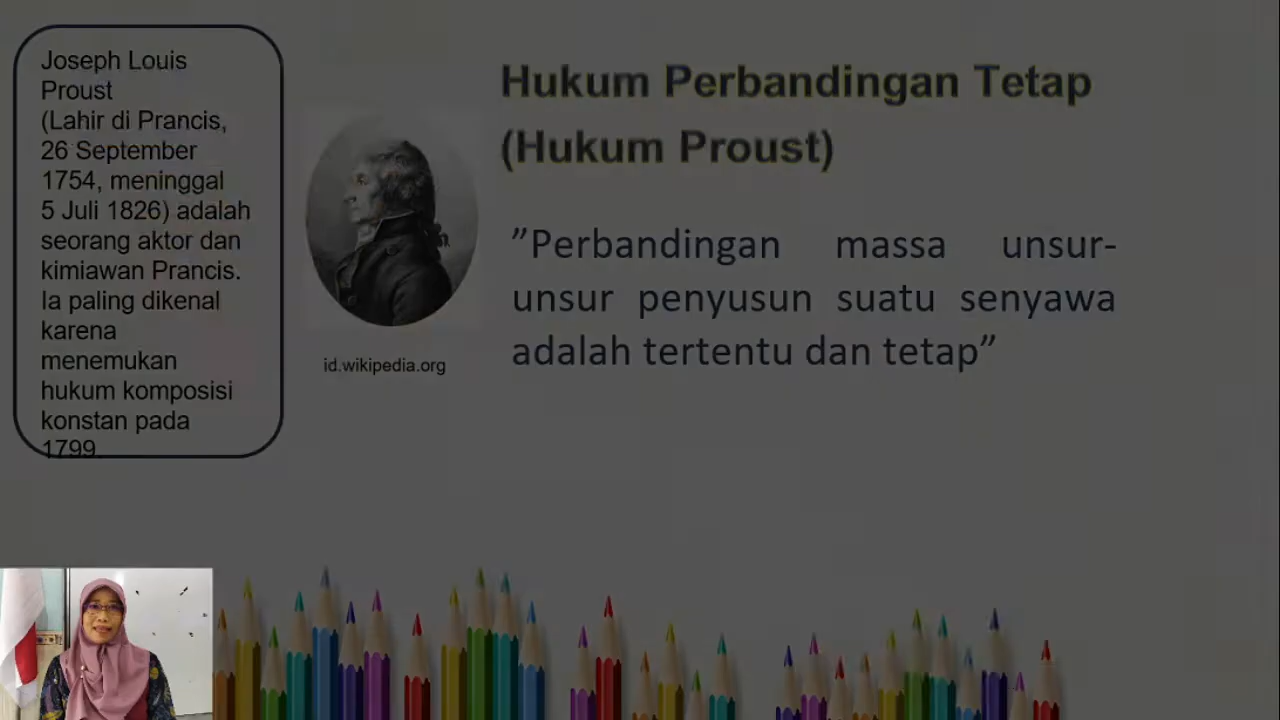 Joseph Louis
Proust
(Lahir di Prancis,
26 September
1754, meninggal
5 Juli 1826) adalah
seorang aktor dan
kimiawan Prancis.
Ia paling dikenal
karena
menemukan
hukum komposisi
konstan pada
1799.
id.wikipedia.org
Hukum Perbandingan Tetap
(Hukum Proust)
”Perbandingan massa unsur-
unsur penyusun suatu senyawa
adalah tertentu dan tetap”